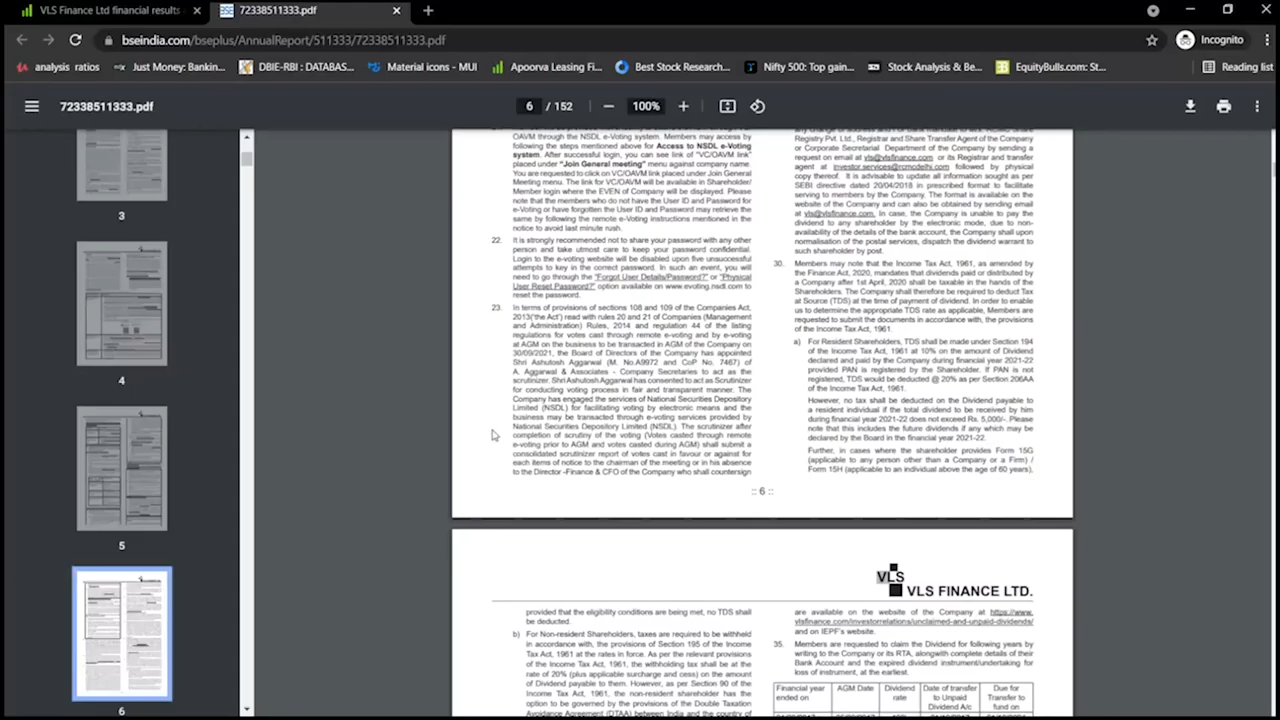 VLS Finance Ltd financial results
72338511333.pdf
bseindia.com/bseplus/AnnualReport/511333/72338511333.pdf
Incognito
analysis ratios
Just Money: Bankin...
DBIE-RBI : DATABAS...
Material icons - MUI
Apoorva Leasing Fi...
Best Stock Research...
Nifty 500: Top gain...
Stock Analysis & Be...
EquityBulls.com: St...
Reading list
72338511333.pdf
6 / 152
100%
3
4
5
6
OAVM through the NSDL e-Voting system. Members may access by
following the steps mentioned above for Access to NSDL e-Voting
system. After successful login, you can see link of "VC/OAVM link"
placed under "Join General meeting" menu against company name.
You are requested to click on VC/OAVM link placed under Join General
Meeting menu. The link for VC/OAVM will be available in Shareholder/
Member login where the EVEN of Company will be displayed. Please
note that the members who do not have the User ID and Password for
e-Voting or have forgotten the User ID and Password may retrieve the
same by following the remote e-Voting instructions mentioned in the
notice to avoid last minute rush.
22. It is strongly recommended not to share your password with any other
person and take utmost care to keep your password confidential.
Login to the e-voting website will be disabled upon five unsuccessful
attempts to key in the correct password. In such an event, you will
need to go through the "Forgot User Details/Password?" or "Physical
User Reset Password?" option available on www.evoting.nsdl.com to
reset the password.
23. In terms of provisions of sections 108 and 109 of the Companies Act,
2013('the Act') read with rules 20 and 21 of Companies (Management
and Administration) Rules, 2014 and regulation 44 of the listing
regulations for votes cast through remote e-voting and by e-voting
at AGM on the business to be transacted in AGM of the Company on
30/09/2021, the Board of Directors of the Company has appointed
Shri Ashutosh Aggarwal (M. No.A9972 and CoP No. 7467) of
A. Aggarwal & Associates - Company Secretaries to act as the
scrutinizer. Shri Ashutosh Aggarwal has consented to act as Scrutinizer
for conducting voting process in fair and transparent manner. The
Company has engaged the services of National Securities Depository
Limited (NSDL) for facilitating voting by electronic means and the
business may be transacted through e-voting services provided by
National Securities Depository Limited (NSDL). The scrutinizer after
completion of scrutiny of the voting (Votes casted through remote
e-voting prior to AGM and votes casted during AGM) shall submit a
consolidated scrutinizer report of votes cast in favour or against for
each items of notice to the chairman of the meeting or in his absence
to the Director -Finance & CFO of the Company who shall countersign
Registry Pvt. Ltd., Registrar and Share Transfer Agent of the Company
or Corporate Secretarial Department of the Company by sending a
request on email at vls@vlsfinance.com or its Registrar and transfer
agent at investor.services@rcmcdelhi.com followed by physical
copy thereof. It is advisable to update all information sought as per
SEBI directive dated 20/04/2018 in prescribed format to facilitate
serving to members by the Company. The format is available on the
website of the Company and can also be obtained by sending email
at vls@vlsfinance.com. In case, the Company is unable to pay the
dividend to any shareholder by the electronic mode, due to non-
availability of the details of the bank account, the Company shall upon
normalisation of the postal services, dispatch the dividend warrant to
such shareholder by post.
30. Members may note that the Income Tax Act, 1961, as amended by
the Finance Act, 2020, mandates that dividends paid or distributed by
a Company after 1st April, 2020 shall be taxable in the hands of the
Shareholders. The Company shall therefore be required to deduct Tax
at Source (TDS) at the time of payment of dividend. In order to enable
us to determine the appropriate TDS rate as applicable, Members are
requested to submit the documents in accordance with, the provisions
of the Income Tax Act, 1961.
a) For Resident Shareholders, TDS shall be made under Section 194
of the Income Tax Act, 1961 at 10% on the amount of Dividend
declared and paid by the Company during financial year 2021-22
provided PAN is registered by the Shareholder. If PAN is not
registered, TDS would be deducted @ 20% as per Section 206AA
of the Income Tax Act, 1961.
However, no tax shall be deducted on the Dividend payable to
a resident individual if the total dividend to be received by him
during financial year 2021-22 does not exceed Rs. 5,000/-. Please
note that this includes the future dividends if any which may be
declared by the Board in the financial year 2021-22.
Further, in cases where the shareholder provides Form 15G
(applicable to any person other than a Company or a Firm) /
Form 15H (applicable to an individual above the age of 60 years),
:: 6 ::
VLS
VLS FINANCE LTD.
provided that the eligibility conditions are being met, no TDS shall
be deducted.
b) For Non-resident Shareholders, taxes are required to be withheld
in accordance with, the provisions of Section 195 of the Income
Tax Act, 1961 at the rates in force. As per the relevant provisions
of the Income Tax Act, 1961, the withholding tax shall be at the
rate of 20% (plus applicable surcharge and cess) on the amount
of Dividend payable to them. However, as per Section 90 of the
Income Tax Act, 1961, the non-resident shareholder has the
option to be governed by the provisions of the Double Taxation
Avoidance Agreement (DTAA) between India and the country of
are available on the website of the Company at https://www.
vlsfinance.com/investorrelations/unclaimed-and-unpaid-dividends/
and on IEPF's website.
35. Members are requested to claim the Dividend for following years by
writing to the Company or its RTA, alongwith complete details of their
Bank Account and the expired dividend instrument/undertaking for
loss of instrument, at the earliest.
Financial year ended on
AGM Date
Dividend rate
Date of transfer to Unpaid Dividend A/c
Due for Transfer to fund on